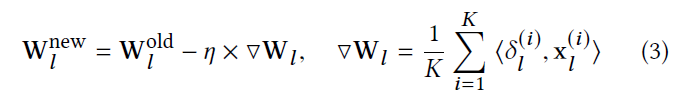 W_l^new = W_l^old − η × ▽W_l, ▽W_l = 1/K ∑_{i=1}^{K} ⟨δ_l^(i), x_l^(i)⟩ (3)